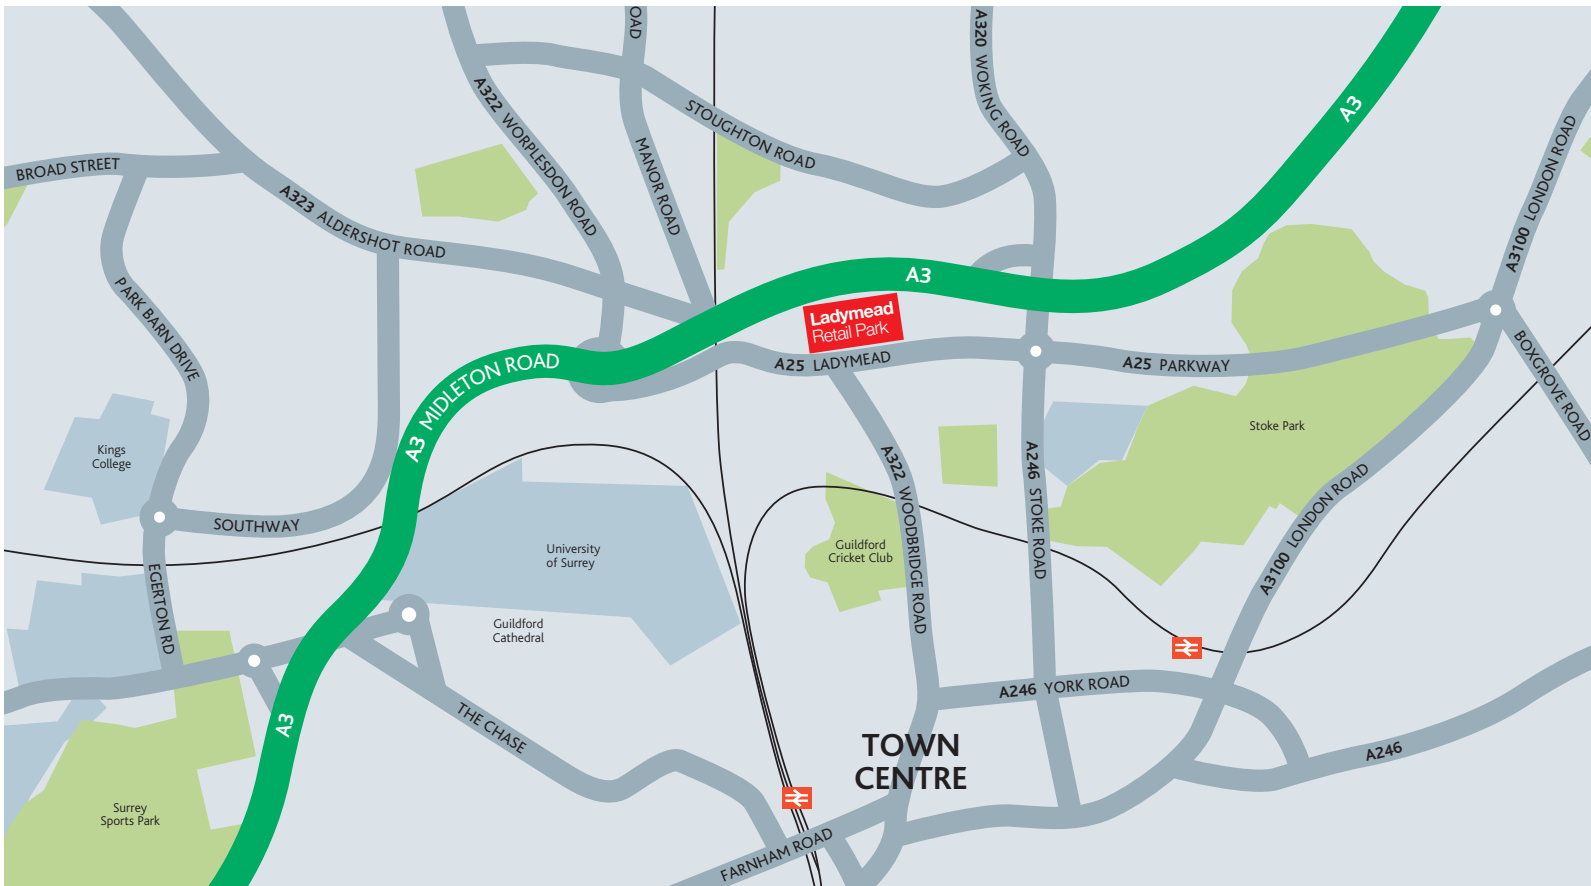 OAD
A320 WOKING ROAD
A3
A322 WORPLESDON ROAD
STOUGHTON ROAD
A3100 LONDON ROAD
BROAD STREET
MANOR ROAD
A323 ALDERSHOT ROAD
A3
Ladymead
Retail Park
PARK BARN DRIVE
A3 MIDLETON ROAD
A25 LADYMEAD
A25 PARKWAY
BOXGROVE ROAD
Stoke Park
Kings
College
A322 WOODBRIDGE ROAD
A246 STOKE ROAD
SOUTHWAY
A3100 LONDON ROAD
University
of Surrey
Guildford
Cricket Club
EGERTON RD
Guildford
Cathedral
A246 YORK ROAD
A3
THE CHASE
TOWN
CENTRE
A246
Surrey
Sports Park
FARNHAM ROAD